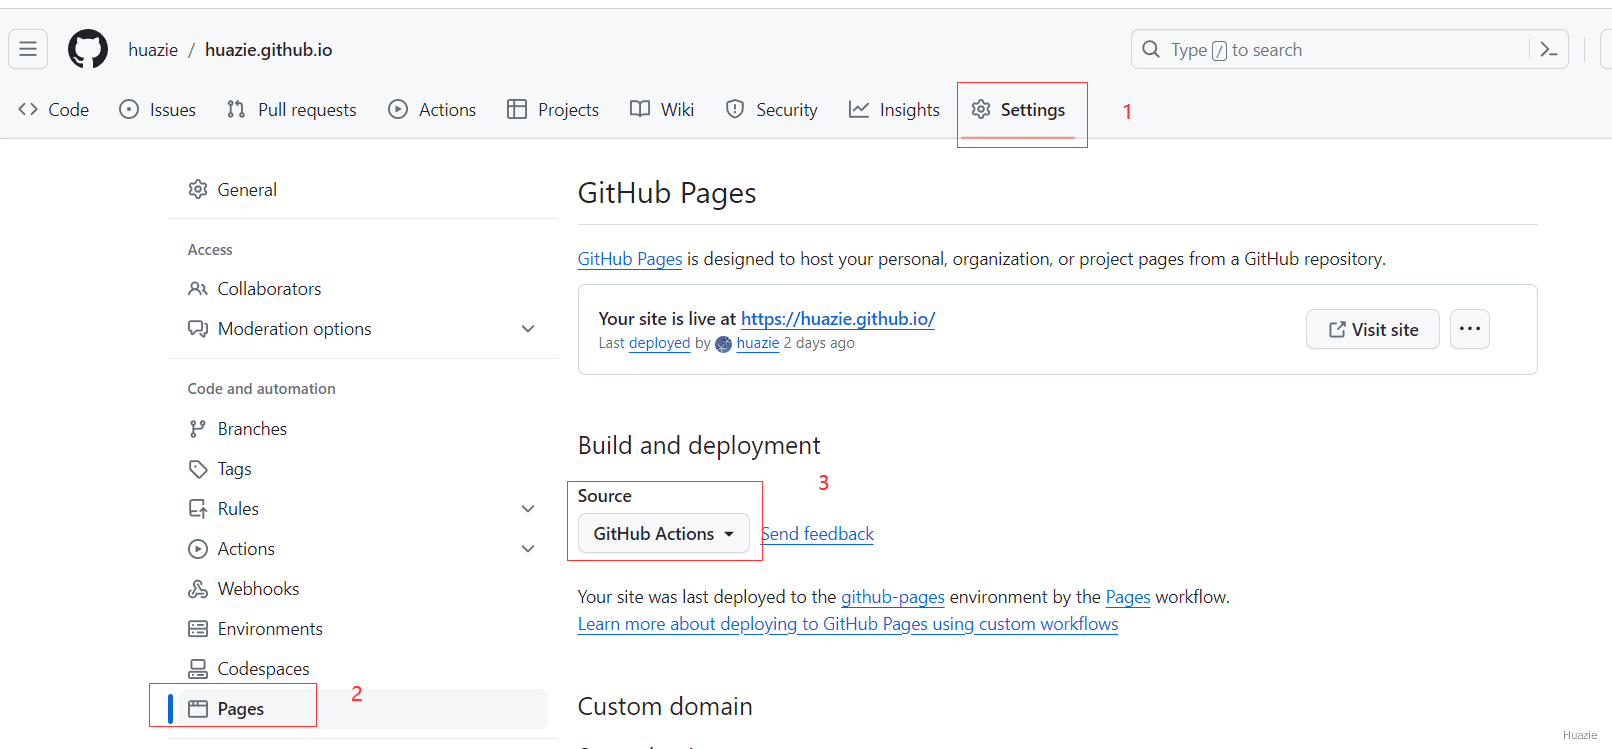 huazie / huazie.github.io
Type / to search
Code Issues Pull requests Actions Projects Wiki Security Insights Settings 1
General
Access
Collaborators
Moderation options
Code and automation
Branches
Tags
Rules
Actions
Webhooks
Environments
Codespaces
Pages
2
GitHub Pages
GitHub Pages is designed to host your personal, organization, or project pages from a GitHub repository.
Your site is live at https://huazie.github.io/
Last deployed by huazie 2 days ago
Visit site
Build and deployment
3
Source
GitHub Actions
Send feedback
Your site was last deployed to the github-pages environment by the Pages workflow.
Learn more about deploying to GitHub Pages using custom workflows
Custom domain
Huazie